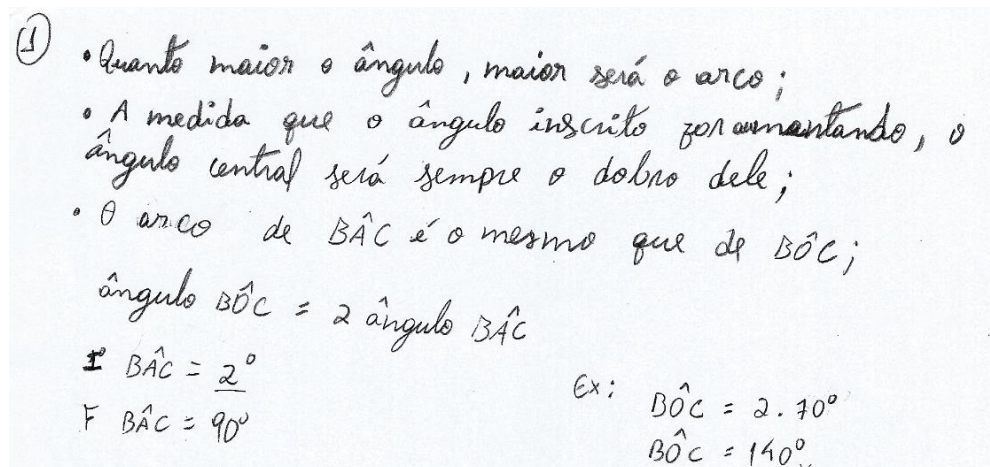 1
• Quanto maior o ângulo, maior será o arco;
• A medida que o ângulo inscrito for aumentando, o
ângulo central será sempre o dobro dele;
• O arco de BÂC é o mesmo que de BÔC;
ângulo BÔC = 2 ângulo BÂC
I BÂC = 2°
F BÂC = 90°
Ex: BÔC = 2.70°
BÔC = 140°